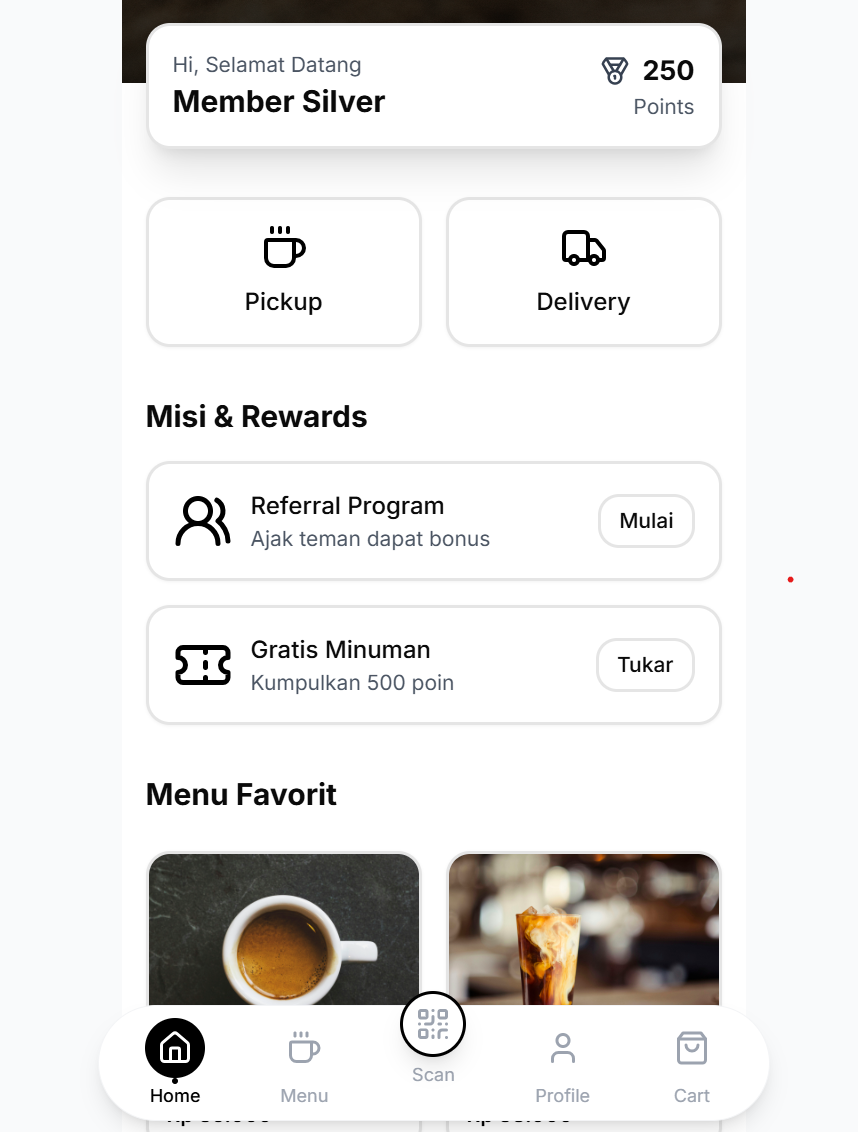 Hi, Selamat Datang
Member Silver
250
Points
Pickup
Delivery
Misi & Rewards
Referral Program
Ajak teman dapat bonus
Mulai
Gratis Minuman
Kumpulkan 500 poin
Tukar
Menu Favorit
Home
Menu
Scan
Profile
Cart